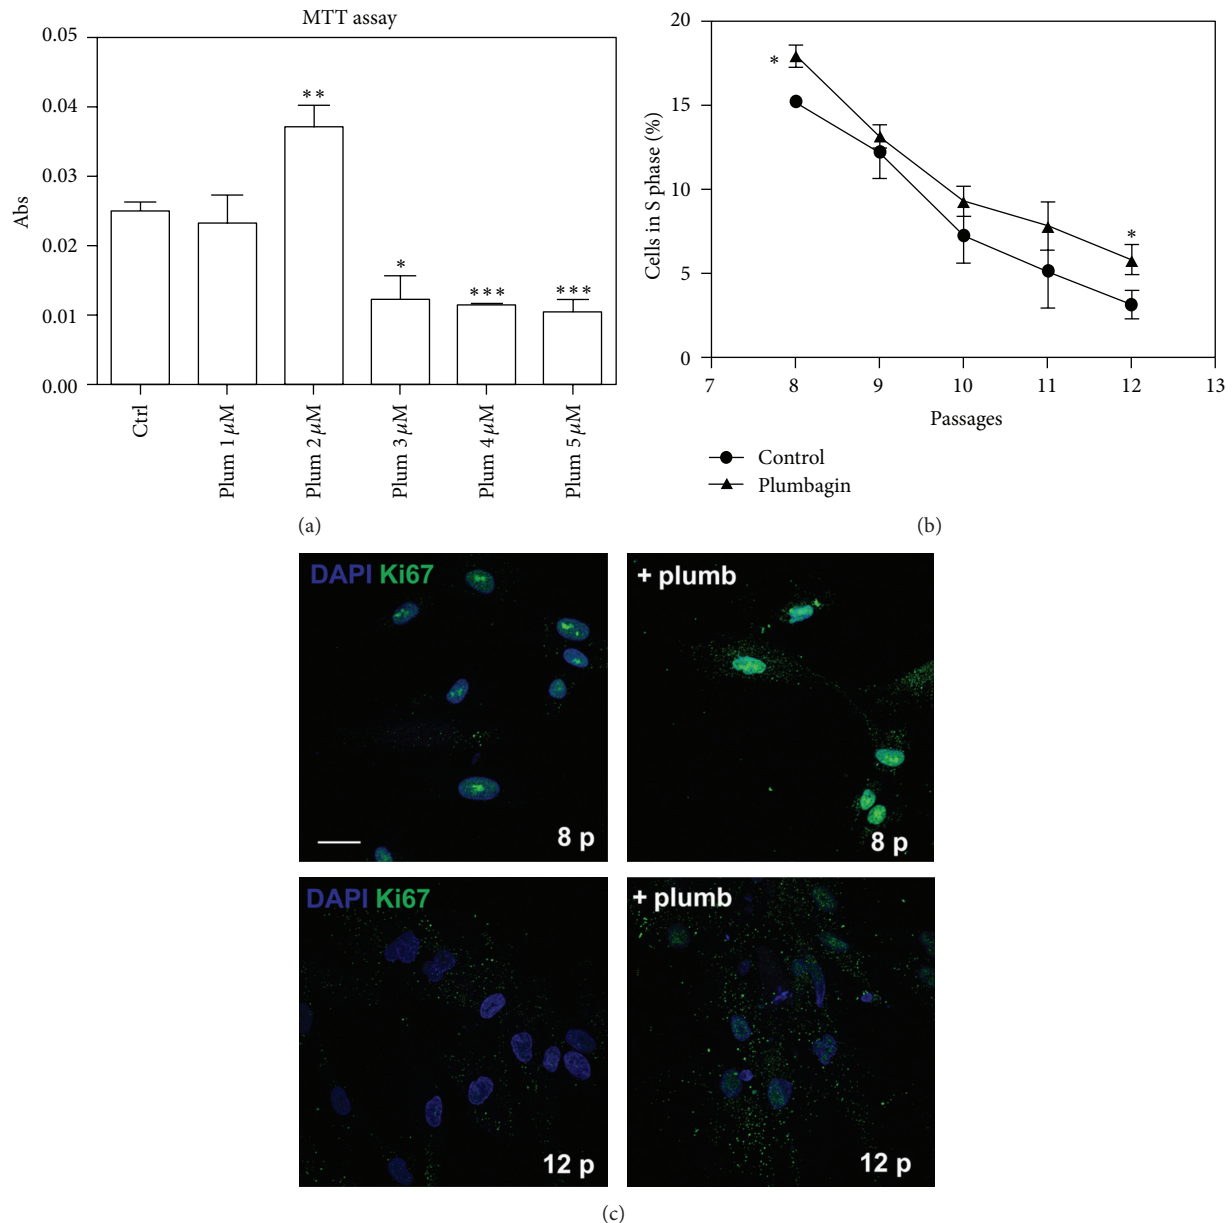 MTT assay
Abs
0.05
0.04
0.03
0.02
0.01
0.00
**
*
***
***
Ctrl
Plum 1 μM
Plum 2 μM
Plum 3 μM
Plum 4 μM
Plum 5 μM
(a)
Cells in S phase (%)
20
15
10
5
0
*
*
7
8
9
10
11
12
13
Passages
Control
Plumbagin
(b)
DAPI Ki67
8 p
+ plumb
8 p
DAPI Ki67
12 p
+ plumb
12 p
(c)